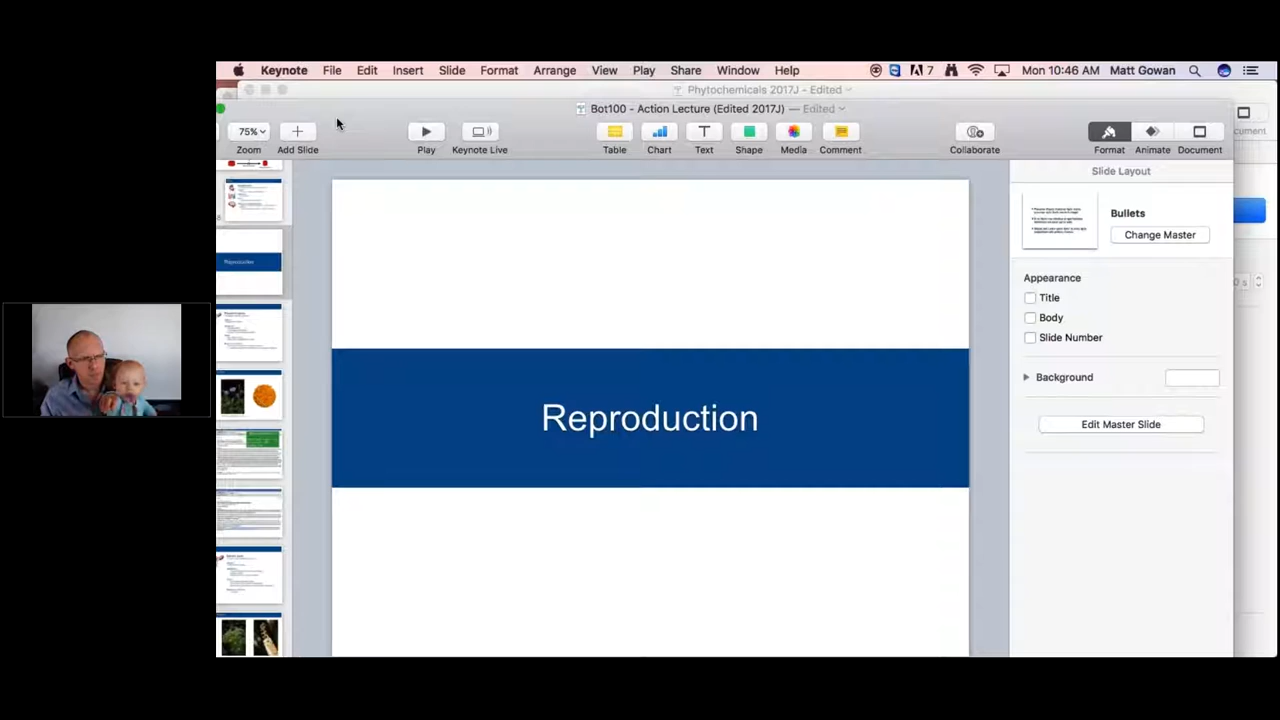 Keynote File Edit Insert Slide Format Arrange View Play Share Window Help 7 Mon 10:46 AM Matt Gowan
Phytochemicals 2017J - Edited
Bot100 - Action Lecture (Edited 2017J) — Edited
75%
Zoom Add Slide Play Keynote Live Table Chart Text Shape Media Comment Collaborate Format Animate Document
Slide Layout
Bullets
Change Master
Appearance
Title
Body
Slide Number
Background
Edit Master Slide
Reproduction
Reproduction